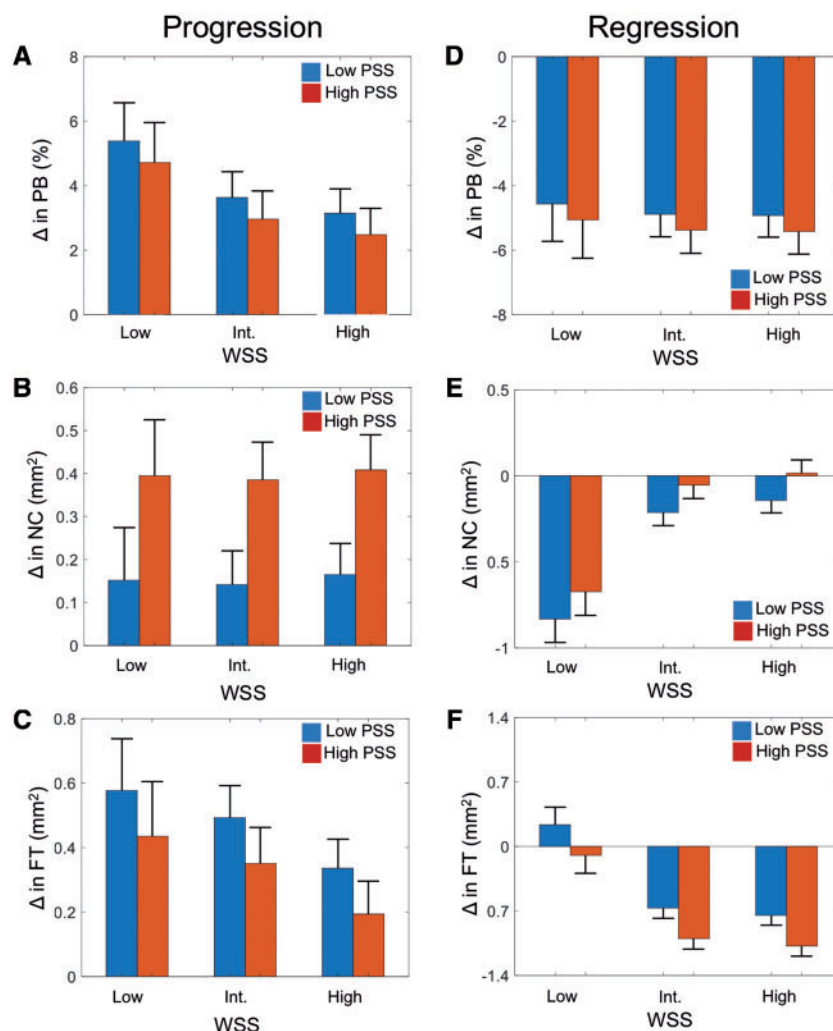 Progression
A
Low PSS
High PSS
Δ in PB (%)
8
6
4
2
0
Low Int. High
WSS
B
Low PSS
High PSS
Δ in NC (mm²)
0.6
0.5
0.4
0.3
0.2
0.1
0
Low Int. High
WSS
C
Low PSS
High PSS
Δ in FT (mm²)
0.8
0.6
0.4
0.2
0
Low Int. High
WSS
Regression
D
Δ in PB (%)
0
-2
-4
-6
-8
Low PSS
High PSS
Low Int. High
WSS
E
Δ in NC (mm²)
0.5
0
0.5
-1
Low PSS
High PSS
Low Int. High
WSS
F
Low PSS
High PSS
Δ in FT (mm²)
1.4
0.7
0
0.7
-1.4
Low Int. High
WSS